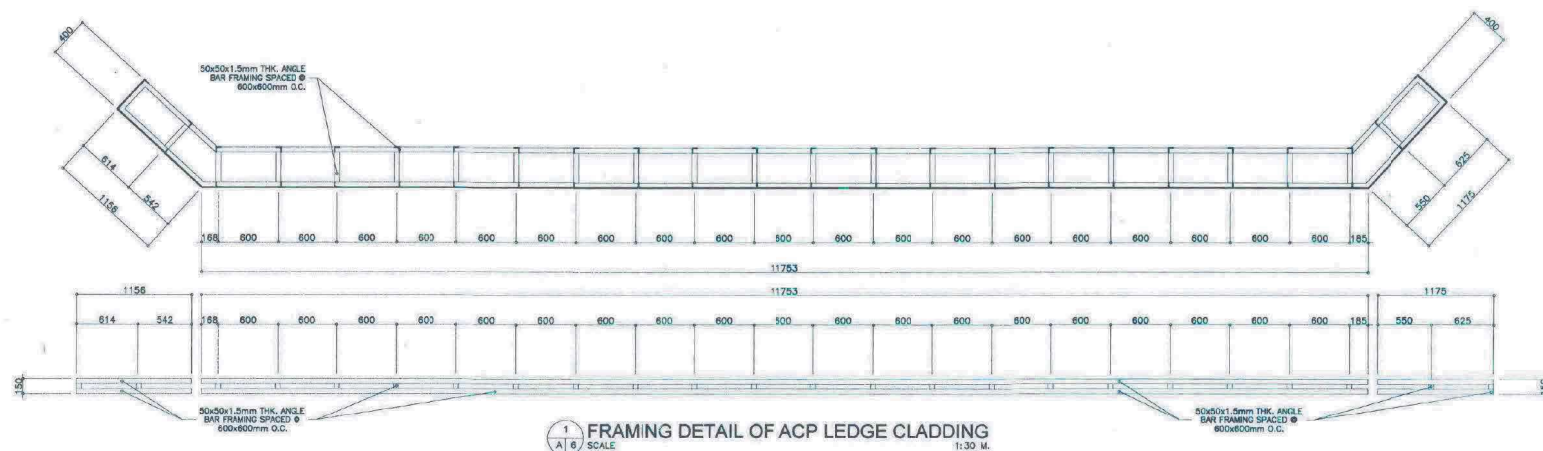 400
400
50x50x1.5mm THK. ANGLE
BAR FRAMING SPACED @
600x600mm O.C.
614
542
1156
625
550
1175
168 600 600 600 600 600 600 600 600 600 600 600 600 600 600 600 600 600 600 600 185
11753
1156
11753
1175
614 542 168 600 600 600 600 600 600 600 600 600 600 600 600 600 600 600 600 600 600 600 185 550 625
150
150
50x50x1.5mm THK. ANGLE
BAR FRAMING SPACED @
600x600mm O.C.
50x50x1.5mm THK. ANGLE
BAR FRAMING SPACED @
600x600mm O.C.
1
A 6
FRAMING DETAIL OF ACP LEDGE CLADDING
SCALE 1:30 M.